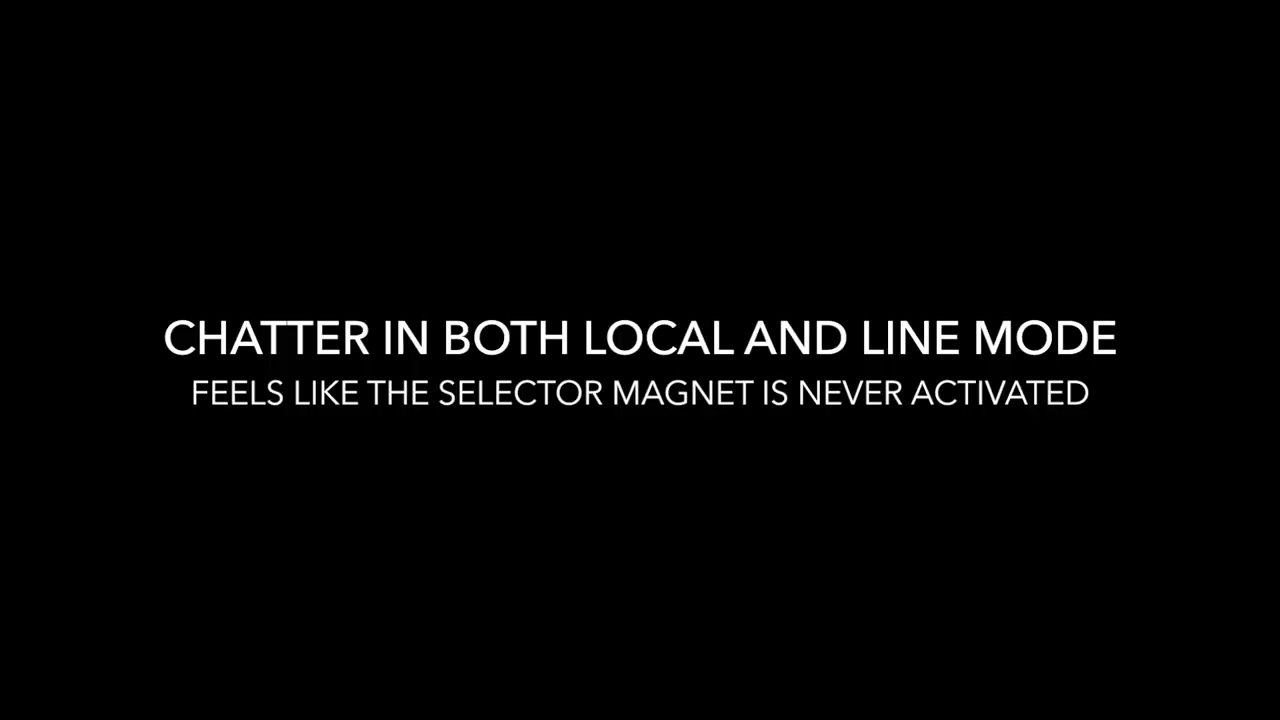 CHATTER IN BOTH LOCAL AND LINE MODE
FEELS LIKE THE SELECTOR MAGNET IS NEVER ACTIVATED